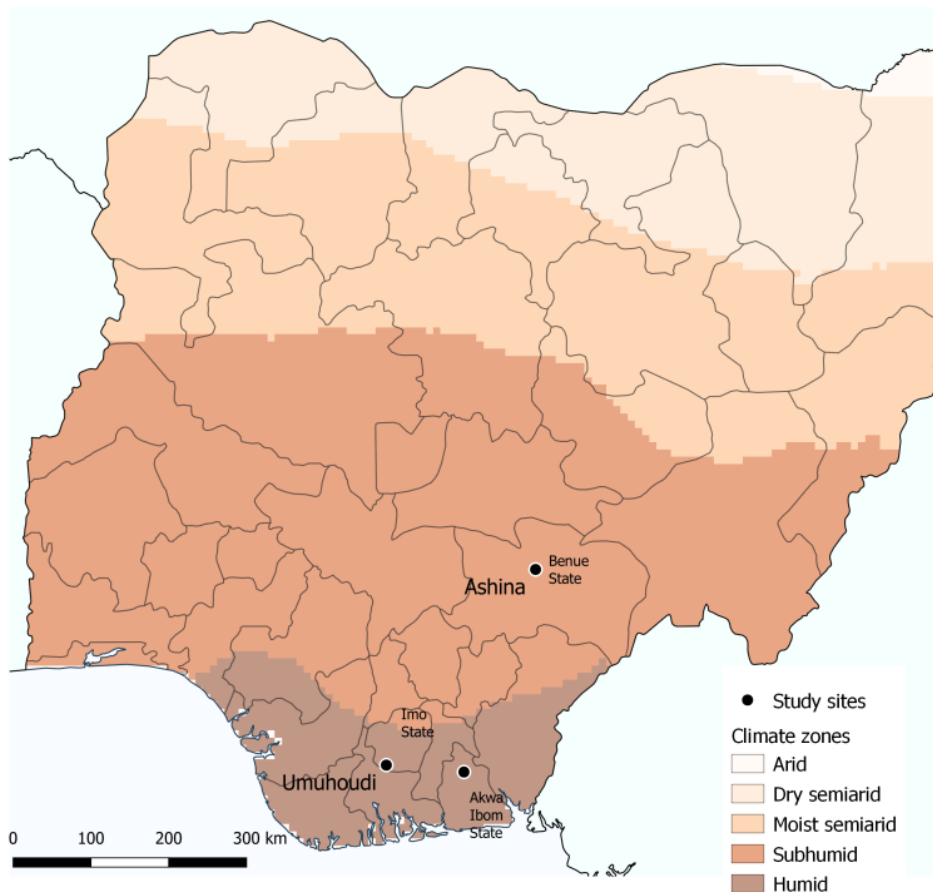 Benue
State
Ashina
Imo
State
Umuhoudi
Akwa
Ibom
State
0 100 200 300 km
Study sites
Climate zones
Arid
Dry semiarid
Moist semiarid
Subhumid
Humid